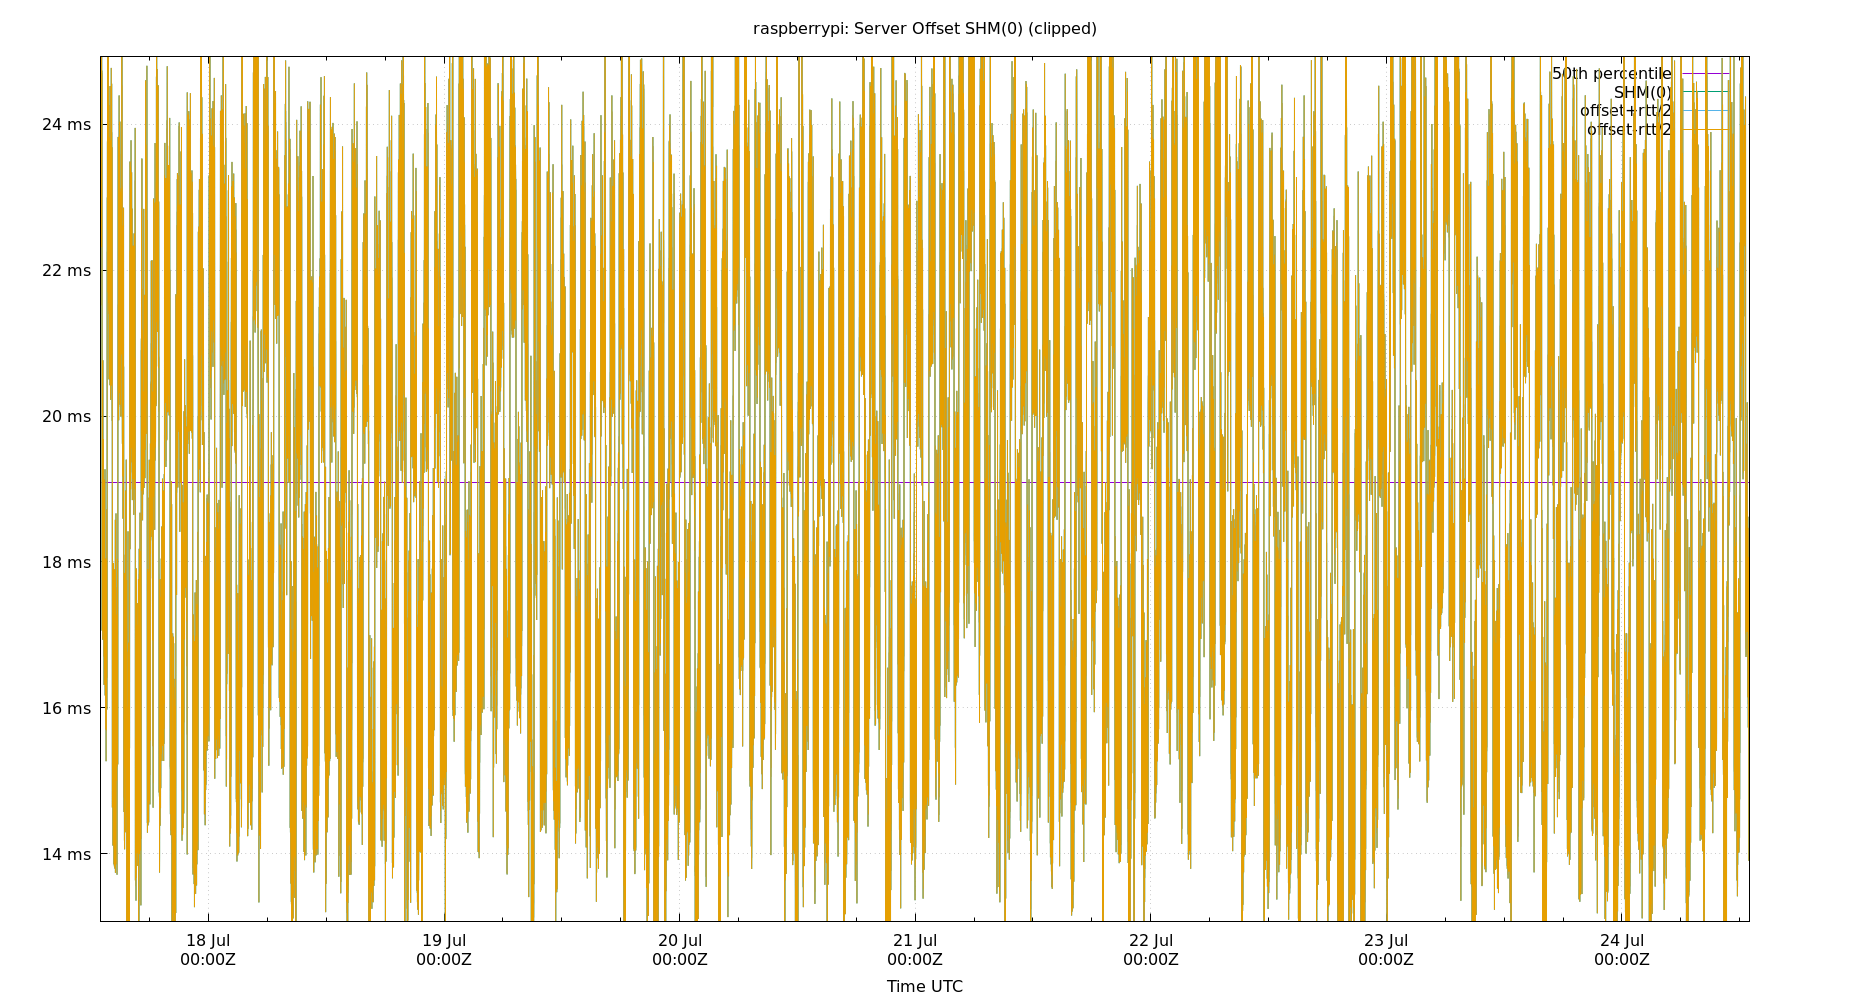 raspberrypi: Server Offset SHM(0) (clipped)
50th percentile
SHM(0)
offset+rtt/2
offset-rtt/2
24 ms
22 ms
20 ms
18 ms
16 ms
14 ms
18 Jul 19 Jul 20 Jul 21 Jul 22 Jul 23 Jul 24 Jul
00:00Z 00:00Z 00:00Z 00:00Z 00:00Z 00:00Z 00:00Z
Time UTC